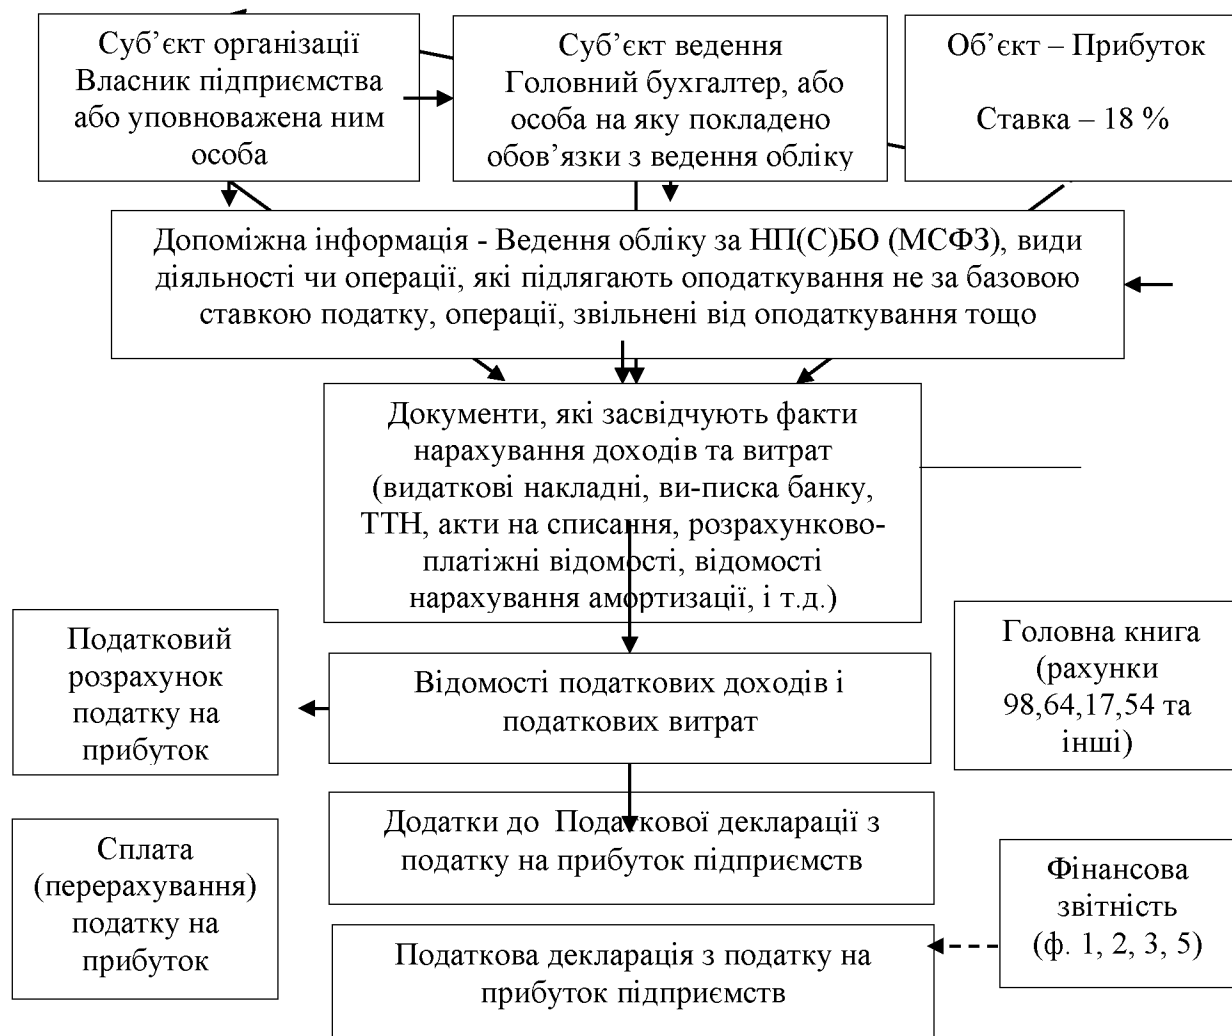 Суб’єкт організації
Власник підприємства
або уповноважена ним
особа
Суб’єкт ведення
Головний бухгалтер, або
особа на яку покладено
обов’язки з ведення обліку
Об’єкт – Прибуток
Ставка – 18 %
Допоміжна інформація - Ведення обліку за НП(С)БО (МСФЗ), види
діяльності чи операції, які підлягають оподаткування не за базовою
ставкою податку, операції, звільнені від оподаткування тощо
Документи, які засвідчують факти
нарахування доходів та витрат
(видаткові накладні, ви-писка банку,
ТТН, акти на списання, розрахунково-
платіжні відомості, відомості
нарахування амортизації, і т.д.)
Податковий
розрахунок
податку на
прибуток
Відомості податкових доходів і
податкових витрат
Головна книга
(рахунки
98,64,17,54 та
інші)
Сплата
(перерахування)
податку на
прибуток
Додатки до Податкової декларації з
податку на прибуток підприємств
Фінансова
звітність
(ф. 1, 2, 3, 5)
Податкова декларація з податку на
прибуток підприємств